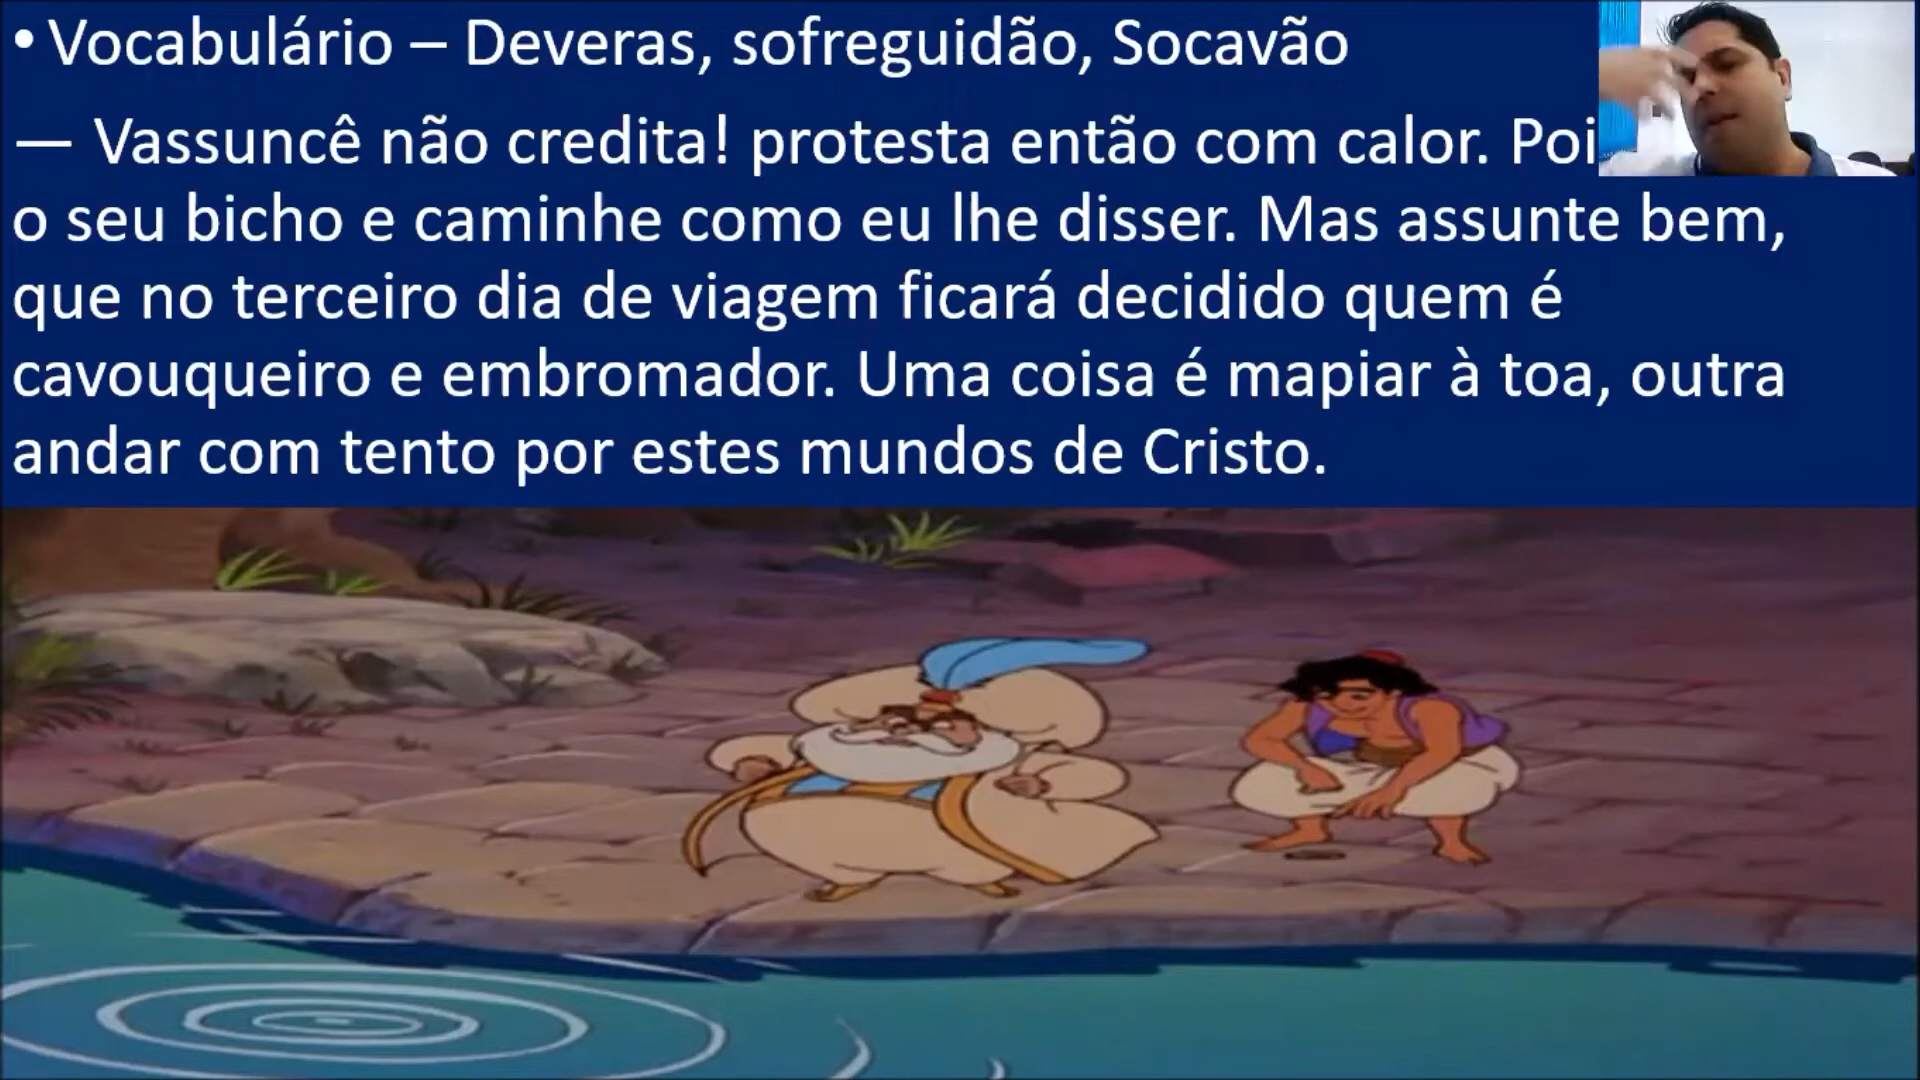 • Vocabulário – Deveras, sofreguidão, Socavão
— Vassuncê não credita! protesta então com calor. Poi
o seu bicho e caminhe como eu lhe disser. Mas assunte bem,
que no terceiro dia de viagem ficará decidido quem é
cavouqueiro e embromador. Uma coisa é mapiar à toa, outra
andar com tento por estes mundos de Cristo.